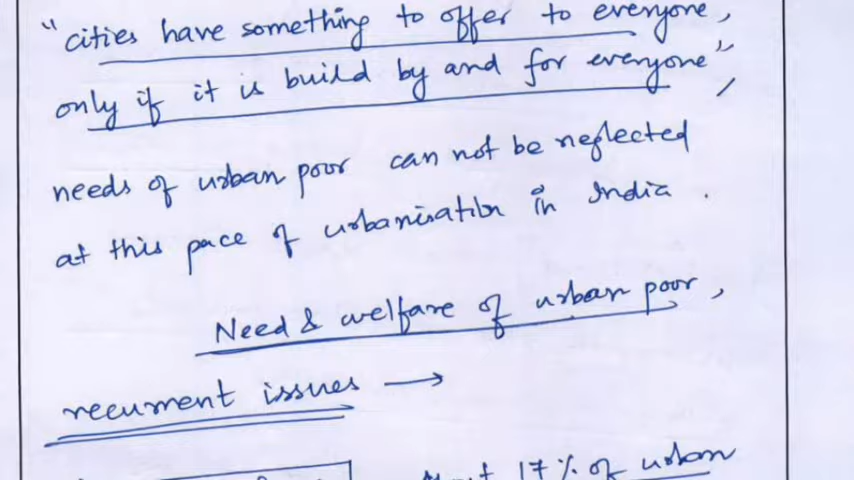 "cities have something to offer to everyone,
only if it is build by and for everyone",
needs of urban poor can not be neglected
at this pace of urbanisation in India.
Need & welfare of urban poor,
recurrent issues →
17% of urban